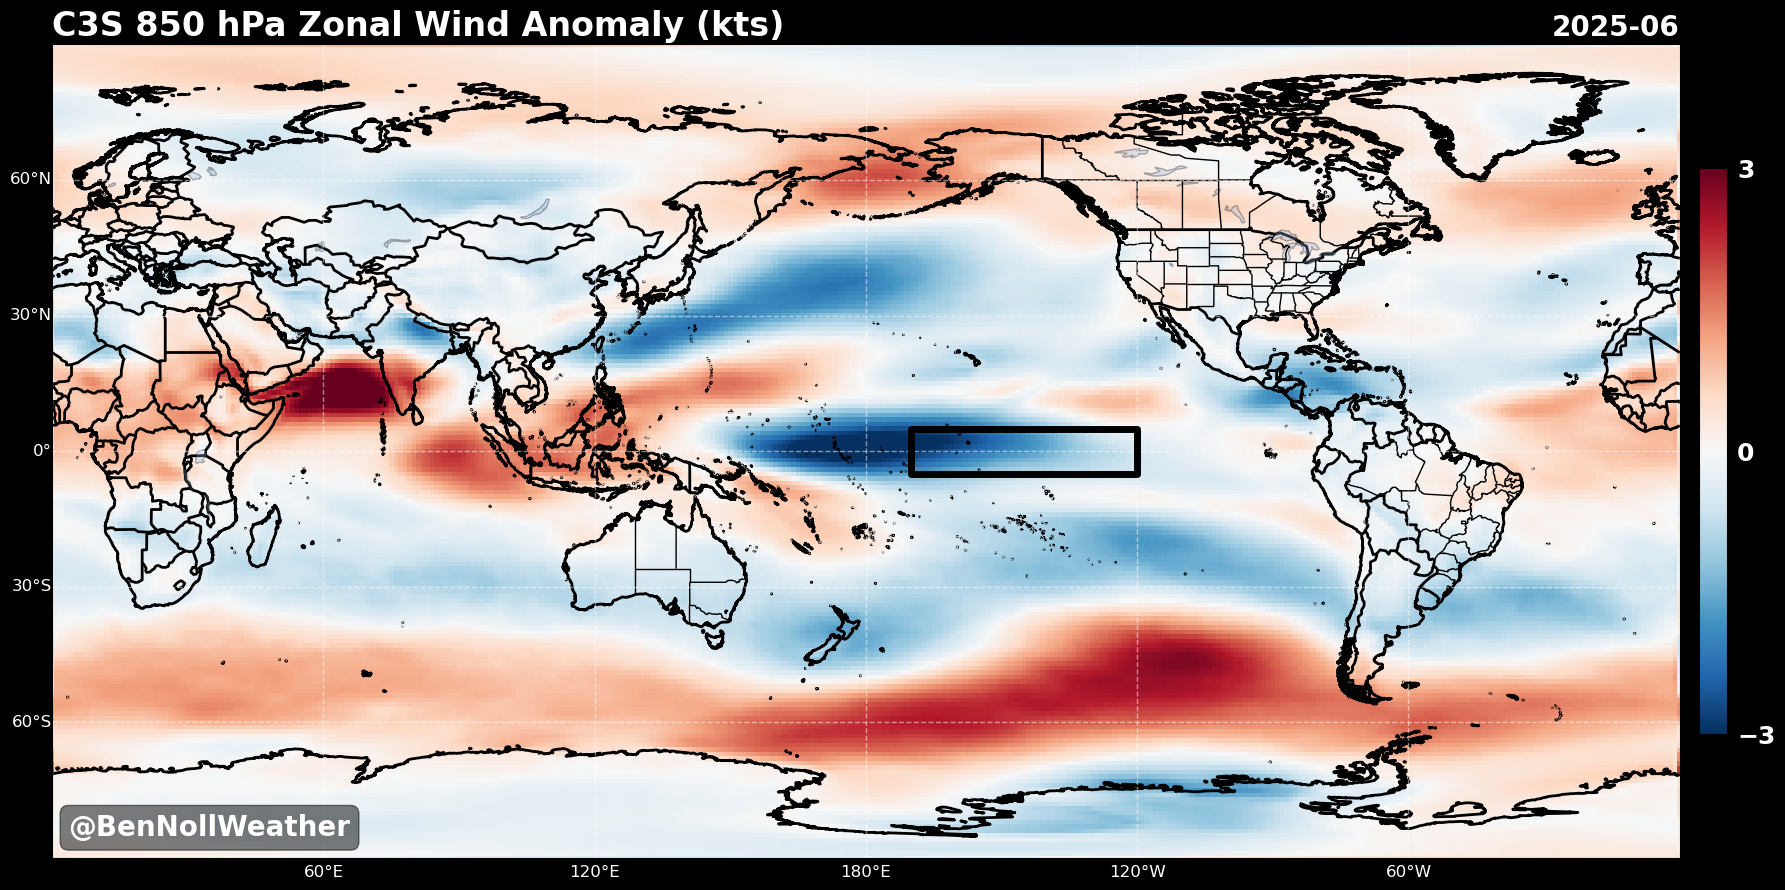 C3S 850 hPa Zonal Wind Anomaly (kts)
2025-06
60°N
30°N
0°
30°S
60°S
60°E
120°E
180°E
120°W
60°W
3
0
−3
@BenNollWeather